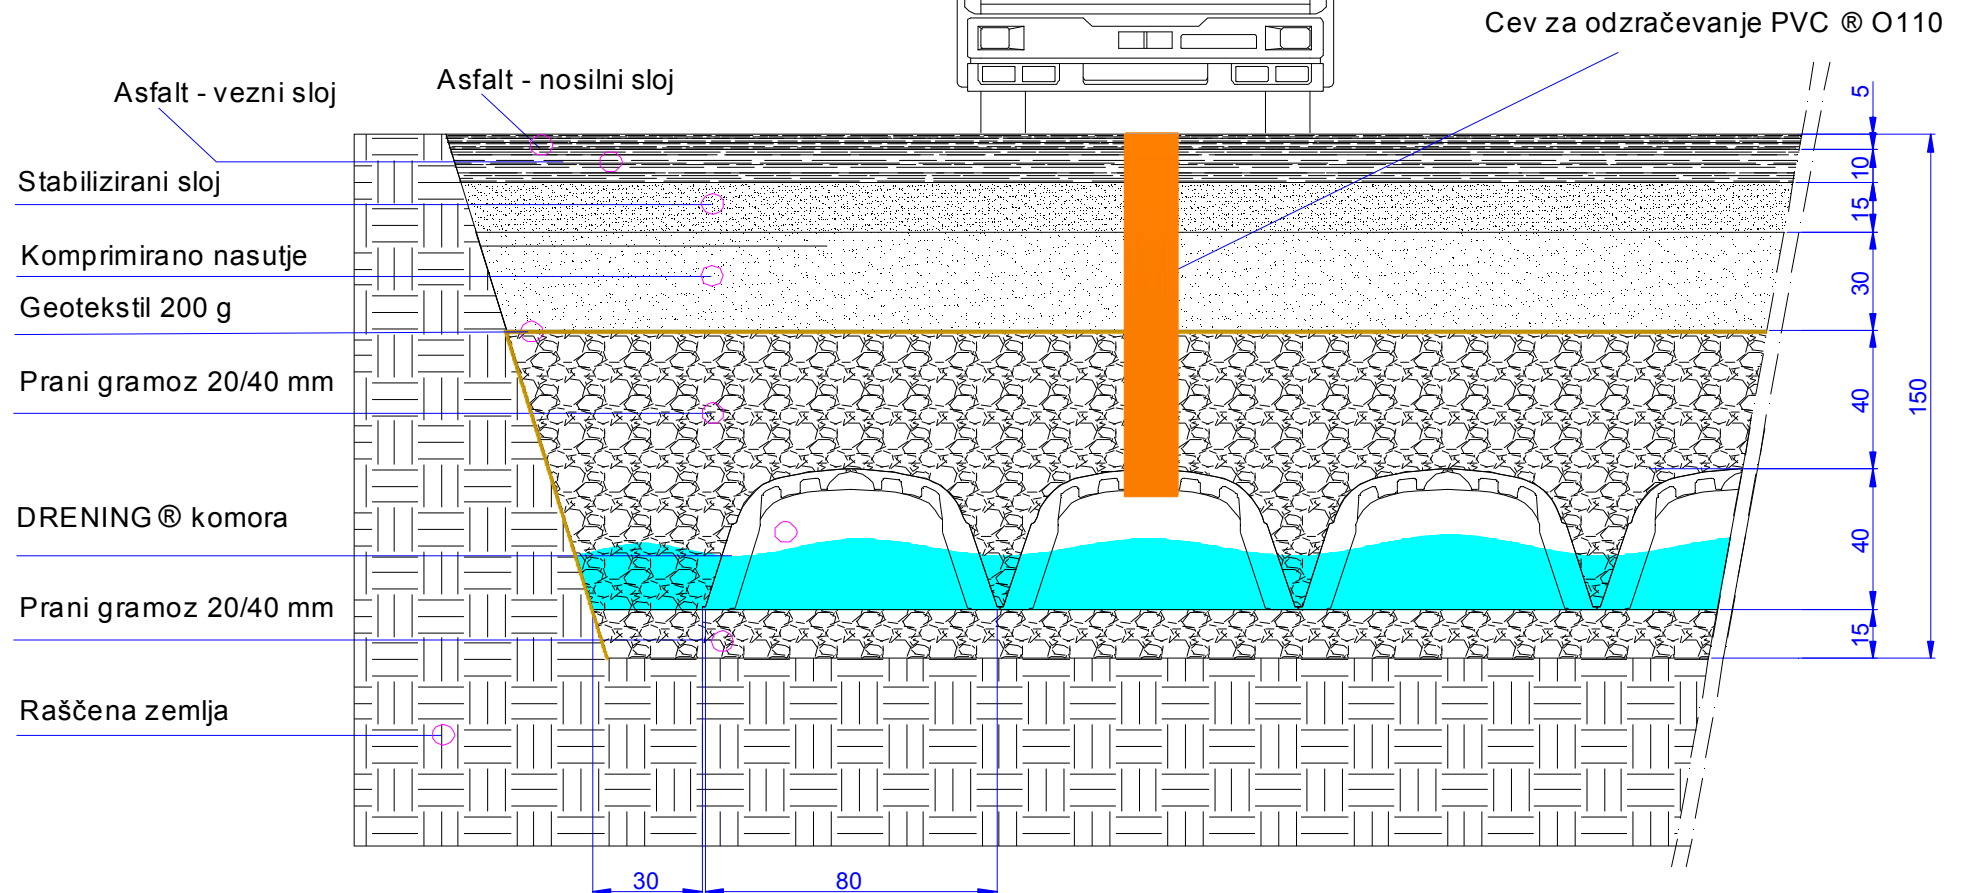 Cev za odzračevanje PVC ® O110
Asfalt - nosilni sloj
Asfalt - vezni sloj
Stabilizirani sloj
Komprimirano nasutje
Geotekstil 200 g
Prani gramoz 20/40 mm
DRENING ® komora
Prani gramoz 20/40 mm
Raščena zemlja
5
10
15
30
40
40
15
150
30
80